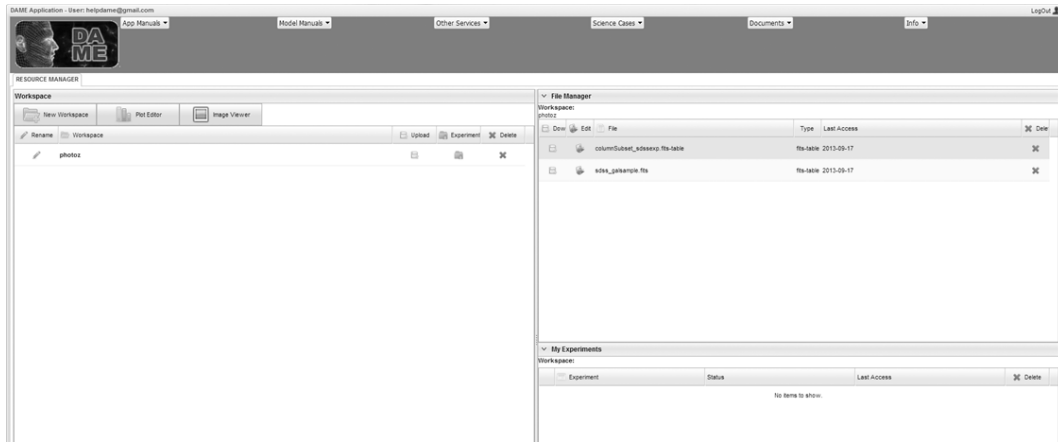 DAME Application - User: helpdame@gmail.com LogOut
DA
ME
App Manuals Model Manuals Other Services Science Cases Documents Info
RESOURCE MANAGER
Workspace
New Workspace Plot Editor Image Viewer
Rename Workspace Upload Experiment Delete
photoz
File Manager
Workspace:
photoz
Dow Edit File Type Last Access Dele
columnSubset_sdssexp.fits-table fits-table 2013-09-17
sdss_galsample.fits fits-table 2013-09-17
My Experiments
Workspace:
Experiment Status Last Access Delete
No items to show.